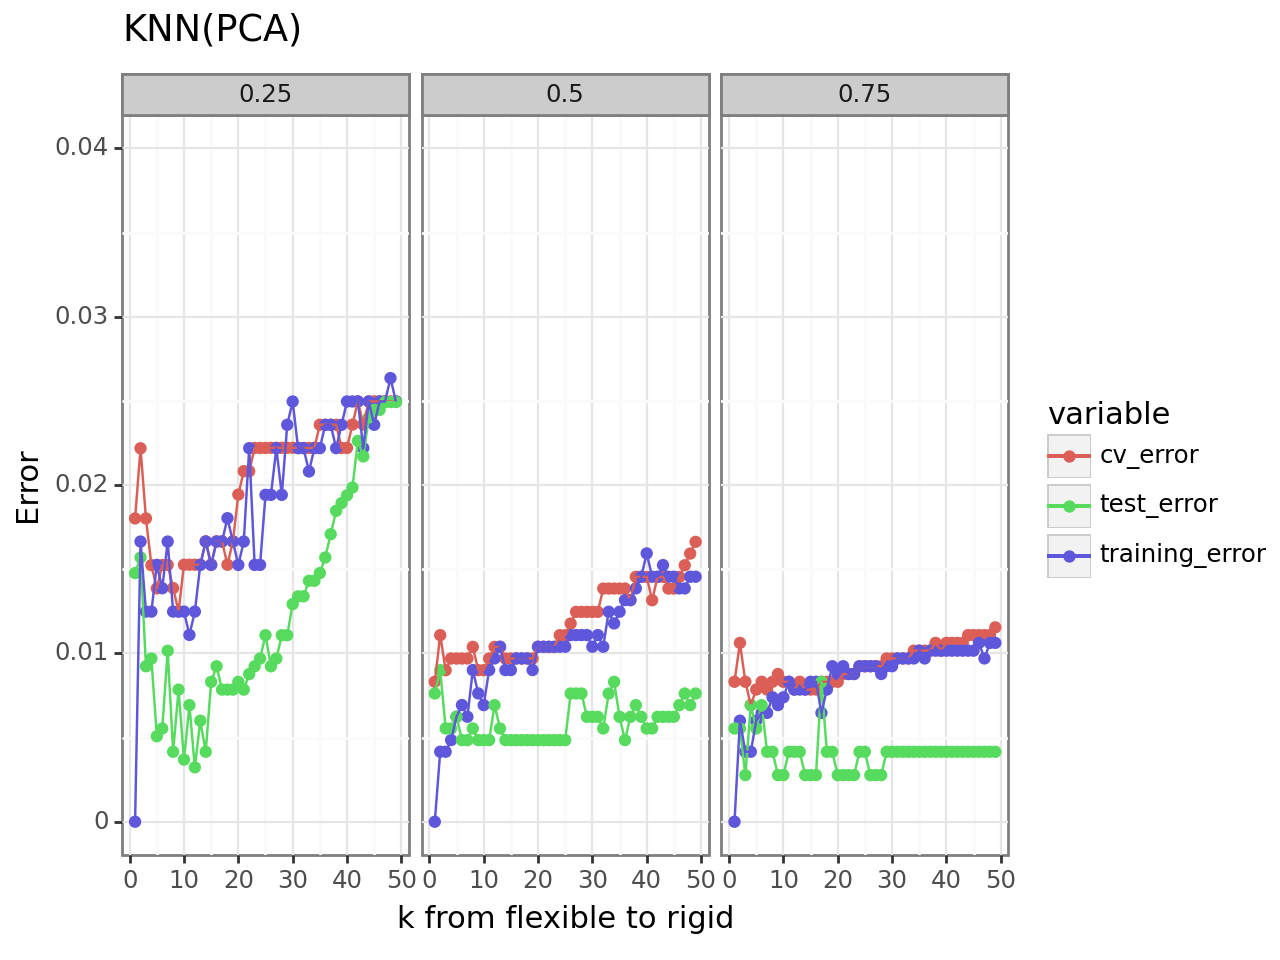 KNN(PCA)
0.25
0.5
0.75
0.04
0.03
0.02
0.01
0
Error
0 10 20 30 40 50
0 10 20 30 40 50
0 10 20 30 40 50
k from flexible to rigid
variable
cv_error
test_error
training_error